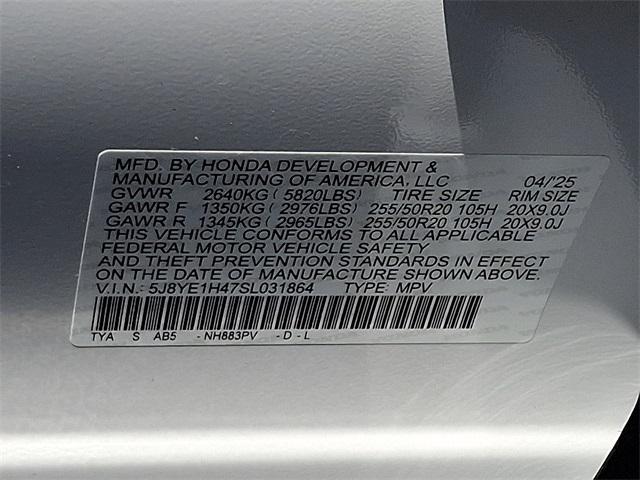 MFD. BY HONDA DEVELOPMENT &
MANUFACTURING OF AMERICA, LLC 04/'25
GVWR 2640KG (5820LBS) TIRE SIZE RIM SIZE
GAWR F 1350KG (2976LBS) 255/50R20 105H 20X9.0J
GAWR R 1345KG (2965LBS) 255/50R20 105H 20X9.0J
THIS VEHICLE CONFORMS TO ALL APPLICABLE
FEDERAL MOTOR VEHICLE SAFETY
AND THEFT PREVENTION STANDARDS IN EFFECT
ON THE DATE OF MANUFACTURE SHOWN ABOVE.
V.I.N.: 5J8YE1H47SL031864 TYPE: MPV
TYA S AB5 -NH883PV -D-L